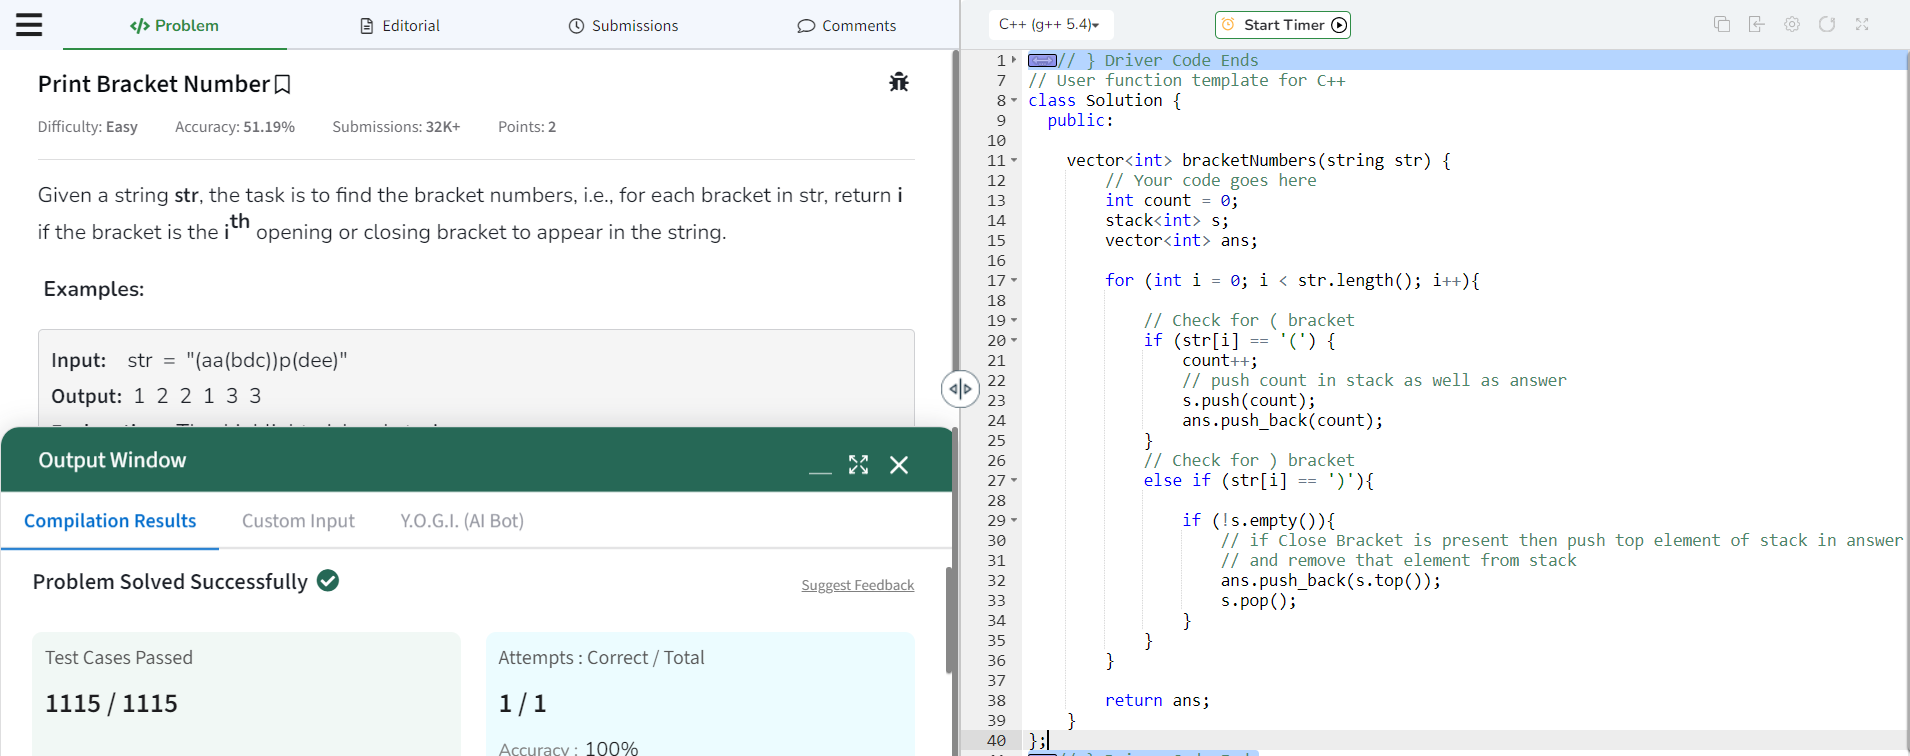 Problem
Editorial
Submissions
Comments
Print Bracket Number
Difficulty: Easy Accuracy: 51.19% Submissions: 32K+ Points: 2
Given a string str, the task is to find the bracket numbers, i.e., for each bracket in str, return i
if the bracket is the ith opening or closing bracket to appear in the string.
Examples:
Input: str = "(aa(bdc))p(dee)"
Output: 1 2 2 1 3 3
Output Window
Compilation Results
Custom Input
Y.O.G.I. (AI Bot)
Problem Solved Successfully
Suggest Feedback
Test Cases Passed
1115 / 1115
Attempts : Correct / Total
1 / 1
Accuracy : 100%
C++ (g++ 5.4)
Start Timer
1 // } Driver Code Ends
7 // User function template for C++
8 class Solution {
9 public:
10
11 vector<int> bracketNumbers(string str) {
12 // Your code goes here
13 int count = 0;
14 stack<int> s;
15 vector<int> ans;
16
17 for (int i = 0; i < str.length(); i++){
18
19 // Check for ( bracket
20 if (str[i] == '(') {
21 count++;
22 // push count in stack as well as answer
23 s.push(count);
24 ans.push_back(count);
25 }
26 // Check for ) bracket
27 else if (str[i] == ')'){
28
29 if (!s.empty()){
30 // if Close Bracket is present then push top element of stack in answer
31 // and remove that element from stack
32 ans.push_back(s.top());
33 s.pop();
34 }
35 }
36 }
37
38 return ans;
39 }
40 };
// } Driver Code Ends